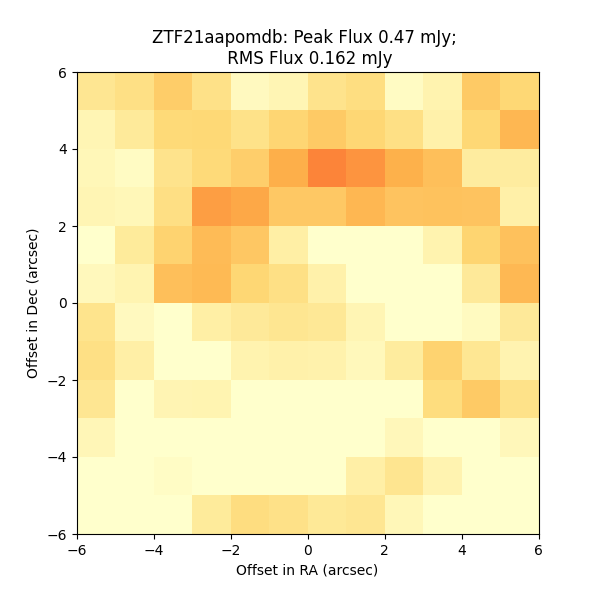 ZTF21aapomdb: Peak Flux 0.47 mJy;
RMS Flux 0.162 mJy
6
4
2
0
−2
−4
−6
Offset in Dec (arcsec)
−6 −4 −2 0 2 4 6
Offset in RA (arcsec)